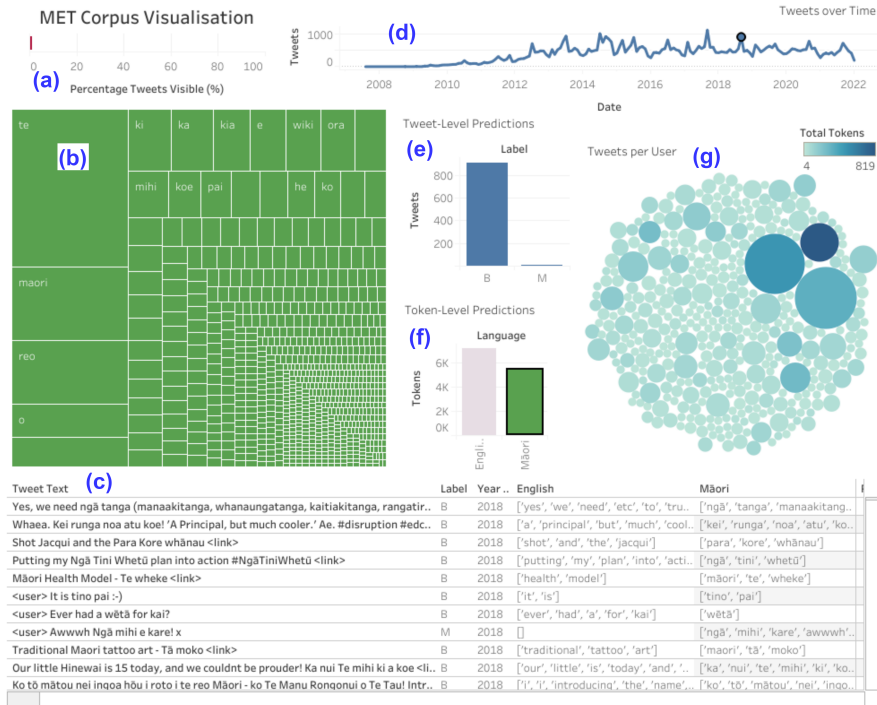 MET Corpus Visualisation
0 20 40 60 80 100
(a)
Percentage Tweets Visible (%)
Tweets over Time
(d)
Tweets
1000
0
2008 2010 2012 2014 2016 2018 2020 2022
Date
te ki ka kia e wiki ora
(b)
mihi koe pai he ko
maori
reo
o
Tweet-Level Predictions
(e)
Label
Tweets
800
600
400
200
B M
Token-Level Predictions
(f)
Language
Tokens
6K
4K
2K
0K
Engli.. Māori
Tweets per User
(g)
Total Tokens
4 819
(c)
Tweet Text Label Year .. English Māori
Yes, we need ngā tanga (manaakitanga, whanaungatanga, kaitiakitanga, rangatir.. B 2018 ['yes', 'we', 'need', 'etc', 'to', 'tru.. ['ngā', 'tanga', 'manaakitang..
Whaea. Kei runga noa atu koe! 'A Principal, but much cooler.' Ae. #disruption #edc.. B 2018 ['a', 'principal', 'but', 'much', 'cool.. ['kei', 'runga', 'noa', 'atu', 'ko..
Shot Jacqui and the Para Kore whānau <link> B 2018 ['shot', 'and', 'the', 'jacqui'] ['para', 'kore', 'whānau']
Putting my Ngā Tini Whetū plan into action #NgāTiniWhetū <link> B 2018 ['putting', 'my', 'plan', 'into', 'acti.. ['ngā', 'tini', 'whetū']
Māori Health Model - Te wheke <link> B 2018 ['health', 'model'] ['māori', 'te', 'wheke']
<user> It is tino pai :-) B 2018 ['it', 'is'] ['tino', 'pai']
<user> Ever had a wētā for kai? B 2018 ['ever', 'had', 'a', 'for', 'kai'] ['wētā']
<user> Awwwh Ngā mihi e kare! x M 2018 [] ['ngā', 'mihi', 'kare', 'awwwh'..
Traditional Maori tattoo art - Tā moko <link> B 2018 ['traditional', 'tattoo', 'art'] ['maori', 'tā', 'moko']
Our little Hinewai is 15 today, and we couldnt be prouder! Ka nui Te mihi ki a koe <li.. B 2018 ['our', 'little', 'is', 'today', 'and', '.. ['ka', 'nui', 'te', 'mihi', 'ki', 'ko..
Ko tō mātou nei ingoa hōu i roto i te reo Māori - ko Te Manu Rongonui o Te Tau! Intr.. B 2018 ['i', 'i', 'introducing', 'the', 'name',.. ['ko', 'tō', 'mātou', 'nei', 'ingo..